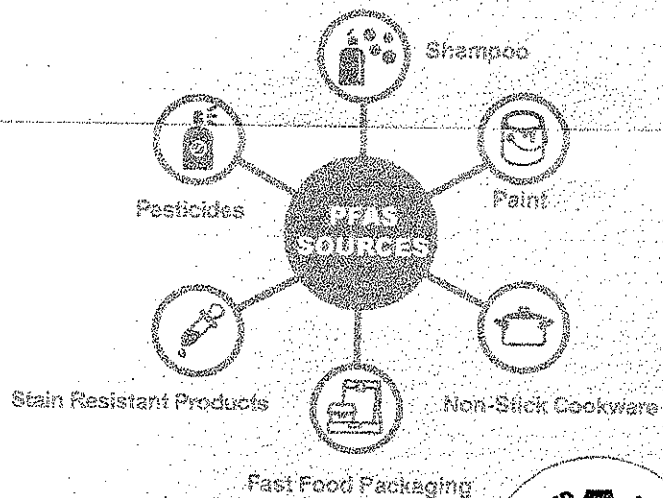 Shampoo
Pesticides
Paint
PFAS
SOURCES
Stain Resistant Products
Non-Stick Cookware
Fast Food Packaging